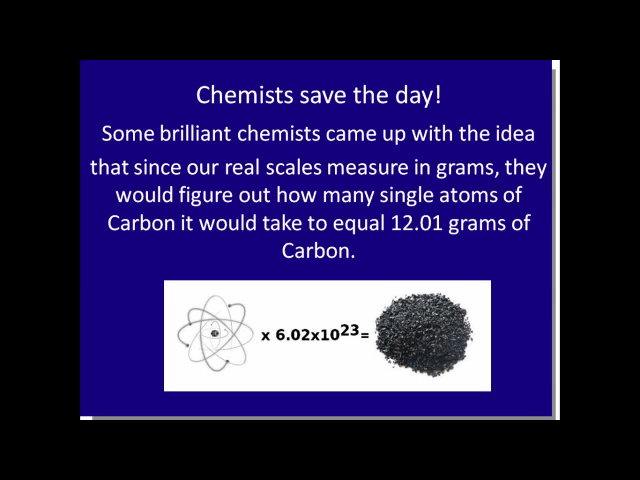 Chemists save the day!
Some brilliant chemists came up with the idea
that since our real scales measure in grams, they
would figure out how many single atoms of
Carbon it would take to equal 12.01 grams of
Carbon.
x 6.02x10²³=